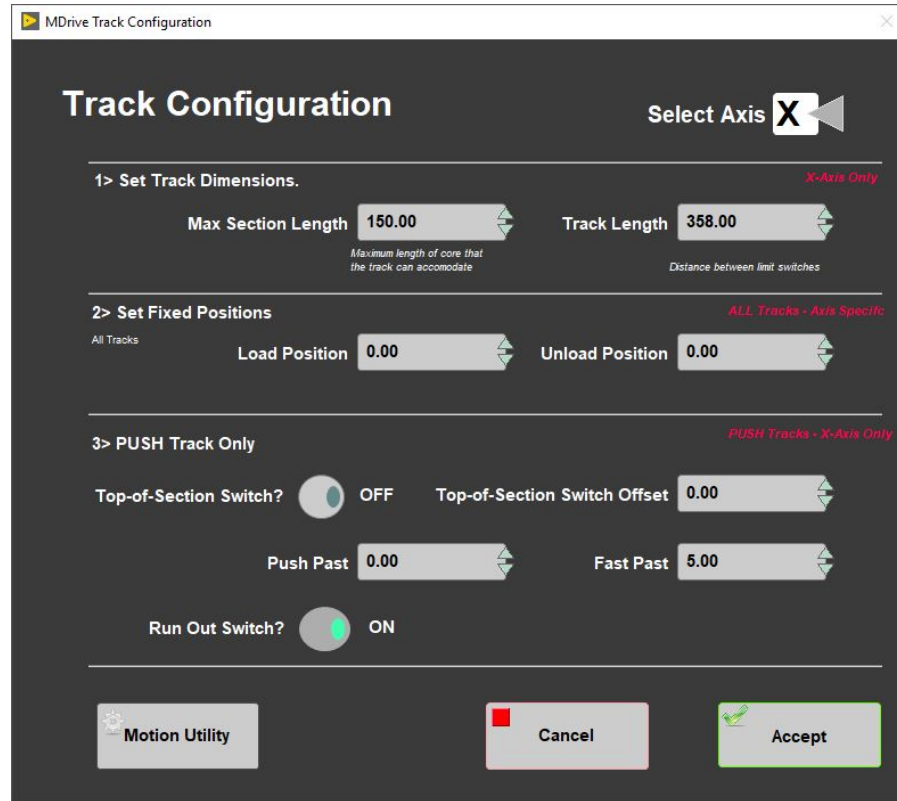 MDrive Track Configuration
Track Configuration
Select Axis X
1> Set Track Dimensions.
X-Axis Only
Max Section Length 150.00
Track Length 358.00
Maximum length of core that
the track can accomodate
Distance between limit switches
2> Set Fixed Positions
ALL Tracks - Axis Specifc
All Tracks
Load Position 0.00
Unload Position 0.00
3> PUSH Track Only
PUSH Tracks - X-Axis Only
Top-of-Section Switch? OFF
Top-of-Section Switch Offset 0.00
Push Past 0.00
Fast Past 5.00
Run Out Switch? ON
Motion Utility
Cancel
Accept